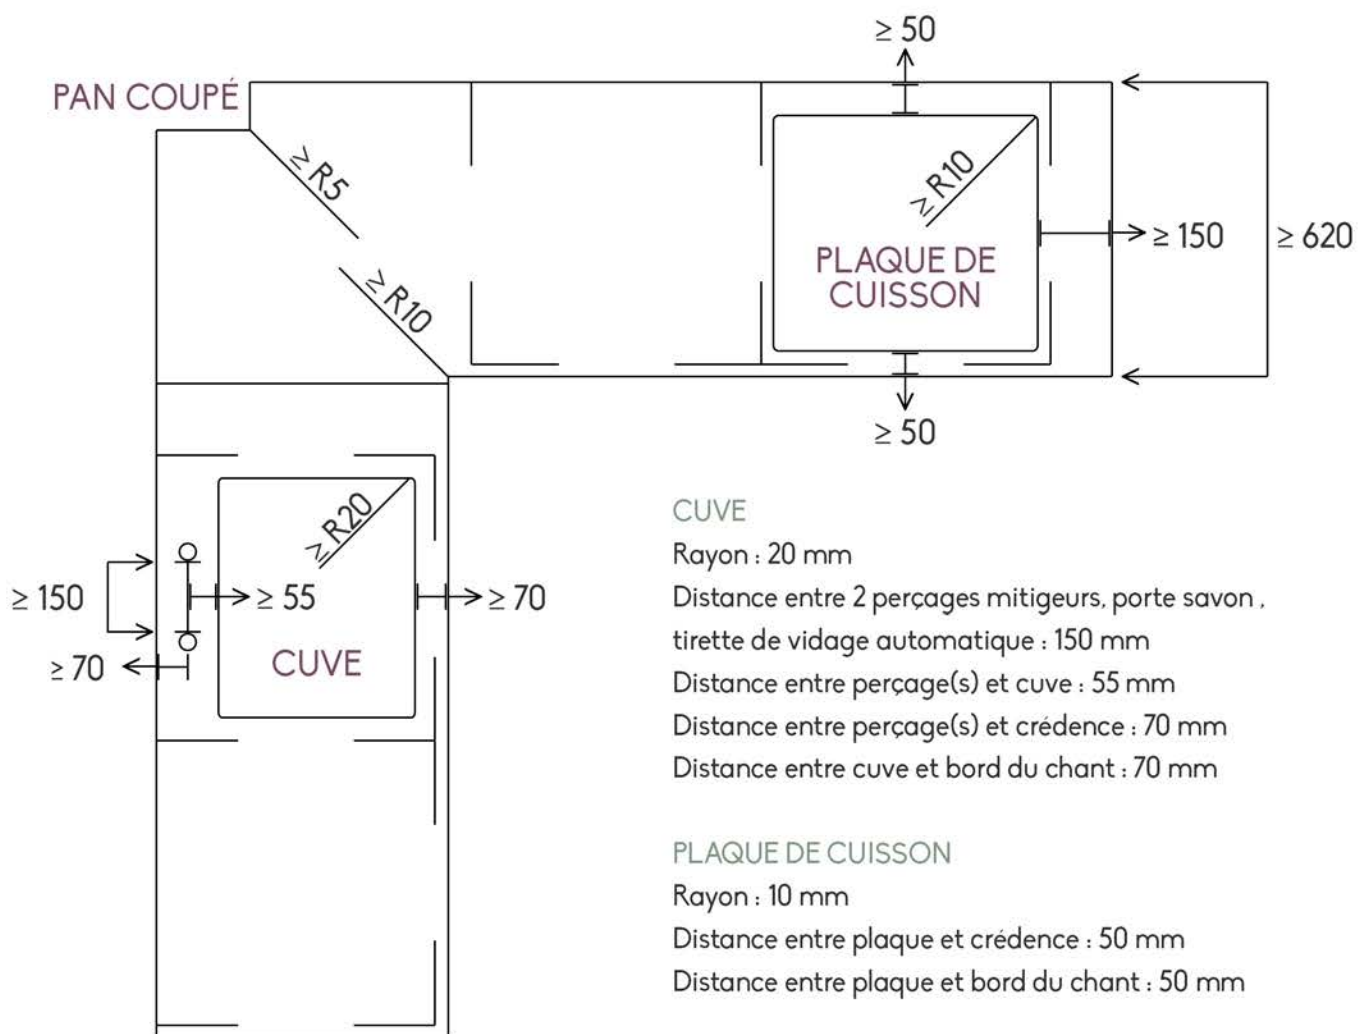 ≥ 50
PAN COUPÉ
≥ R5
≥ R10
≥ R10
PLAQUE DE
CUISSON
≥ 150
≥ 620
≥ 50
≥ R20
≥ 150
≥ 55
≥ 70
≥ 70
CUVE
CUVE
Rayon : 20 mm
Distance entre 2 perçages mitigeurs, porte savon ,
tirette de vidage automatique : 150 mm
Distance entre perçage(s) et cuve : 55 mm
Distance entre perçage(s) et crédence : 70 mm
Distance entre cuve et bord du chant : 70 mm
PLAQUE DE CUISSON
Rayon : 10 mm
Distance entre plaque et crédence : 50 mm
Distance entre plaque et bord du chant : 50 mm